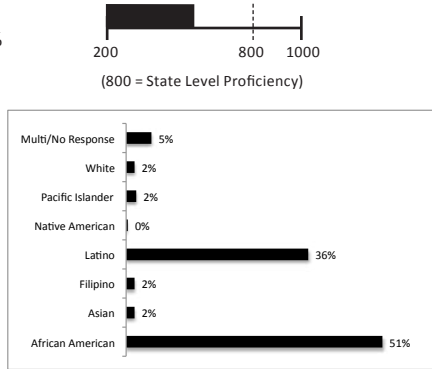 %
200 800 1000
(800 = State Level Proficiency)
Multi/No Response 5%
White 2%
Pacific Islander 2%
Native American 0%
Latino 36%
Filipino 2%
Asian 2%
African American 51%